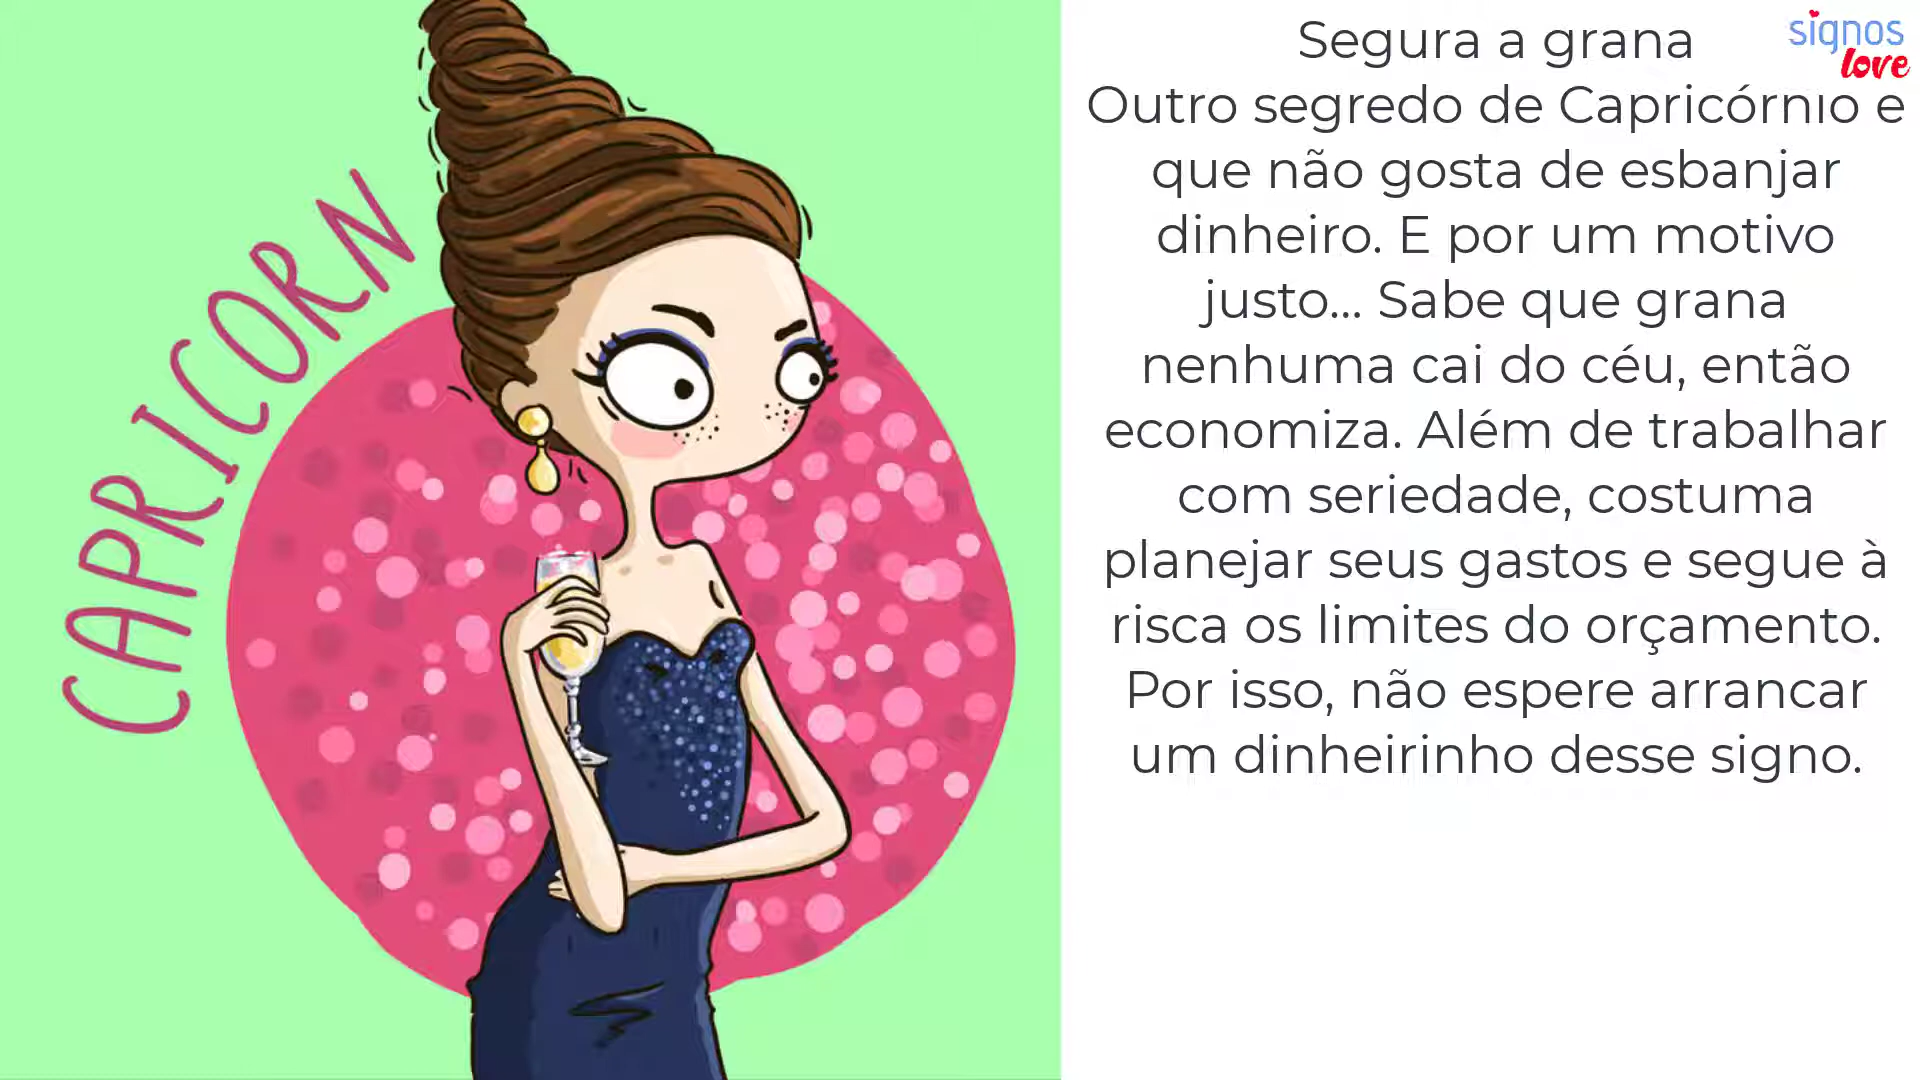 CAPRICORN
Segura a grana
signos
love
Outro segredo de Capricórnio e
que não gosta de esbanjar
dinheiro. E por um motivo
justo... Sabe que grana
nenhuma cai do céu, então
economiza. Além de trabalhar
com seriedade, costuma
planejar seus gastos e segue à
risca os limites do orçamento.
Por isso, não espere arrancar
um dinheirinho desse signo.